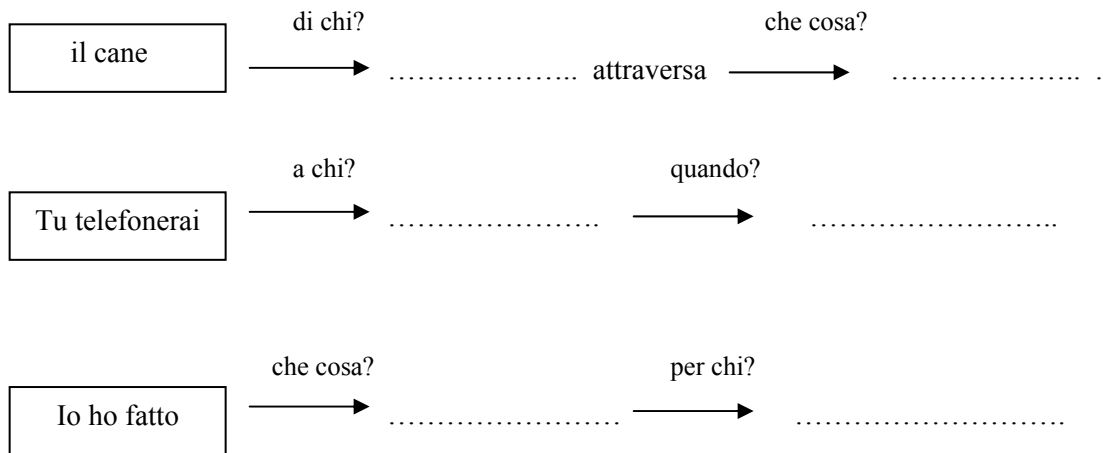 di chi? che cosa?
il cane ……………….. attraversa ……………….. .
a chi? quando?
Tu telefonerai …………………. ……………………..
che cosa? per chi?
Io ho fatto …………………… ……………………….